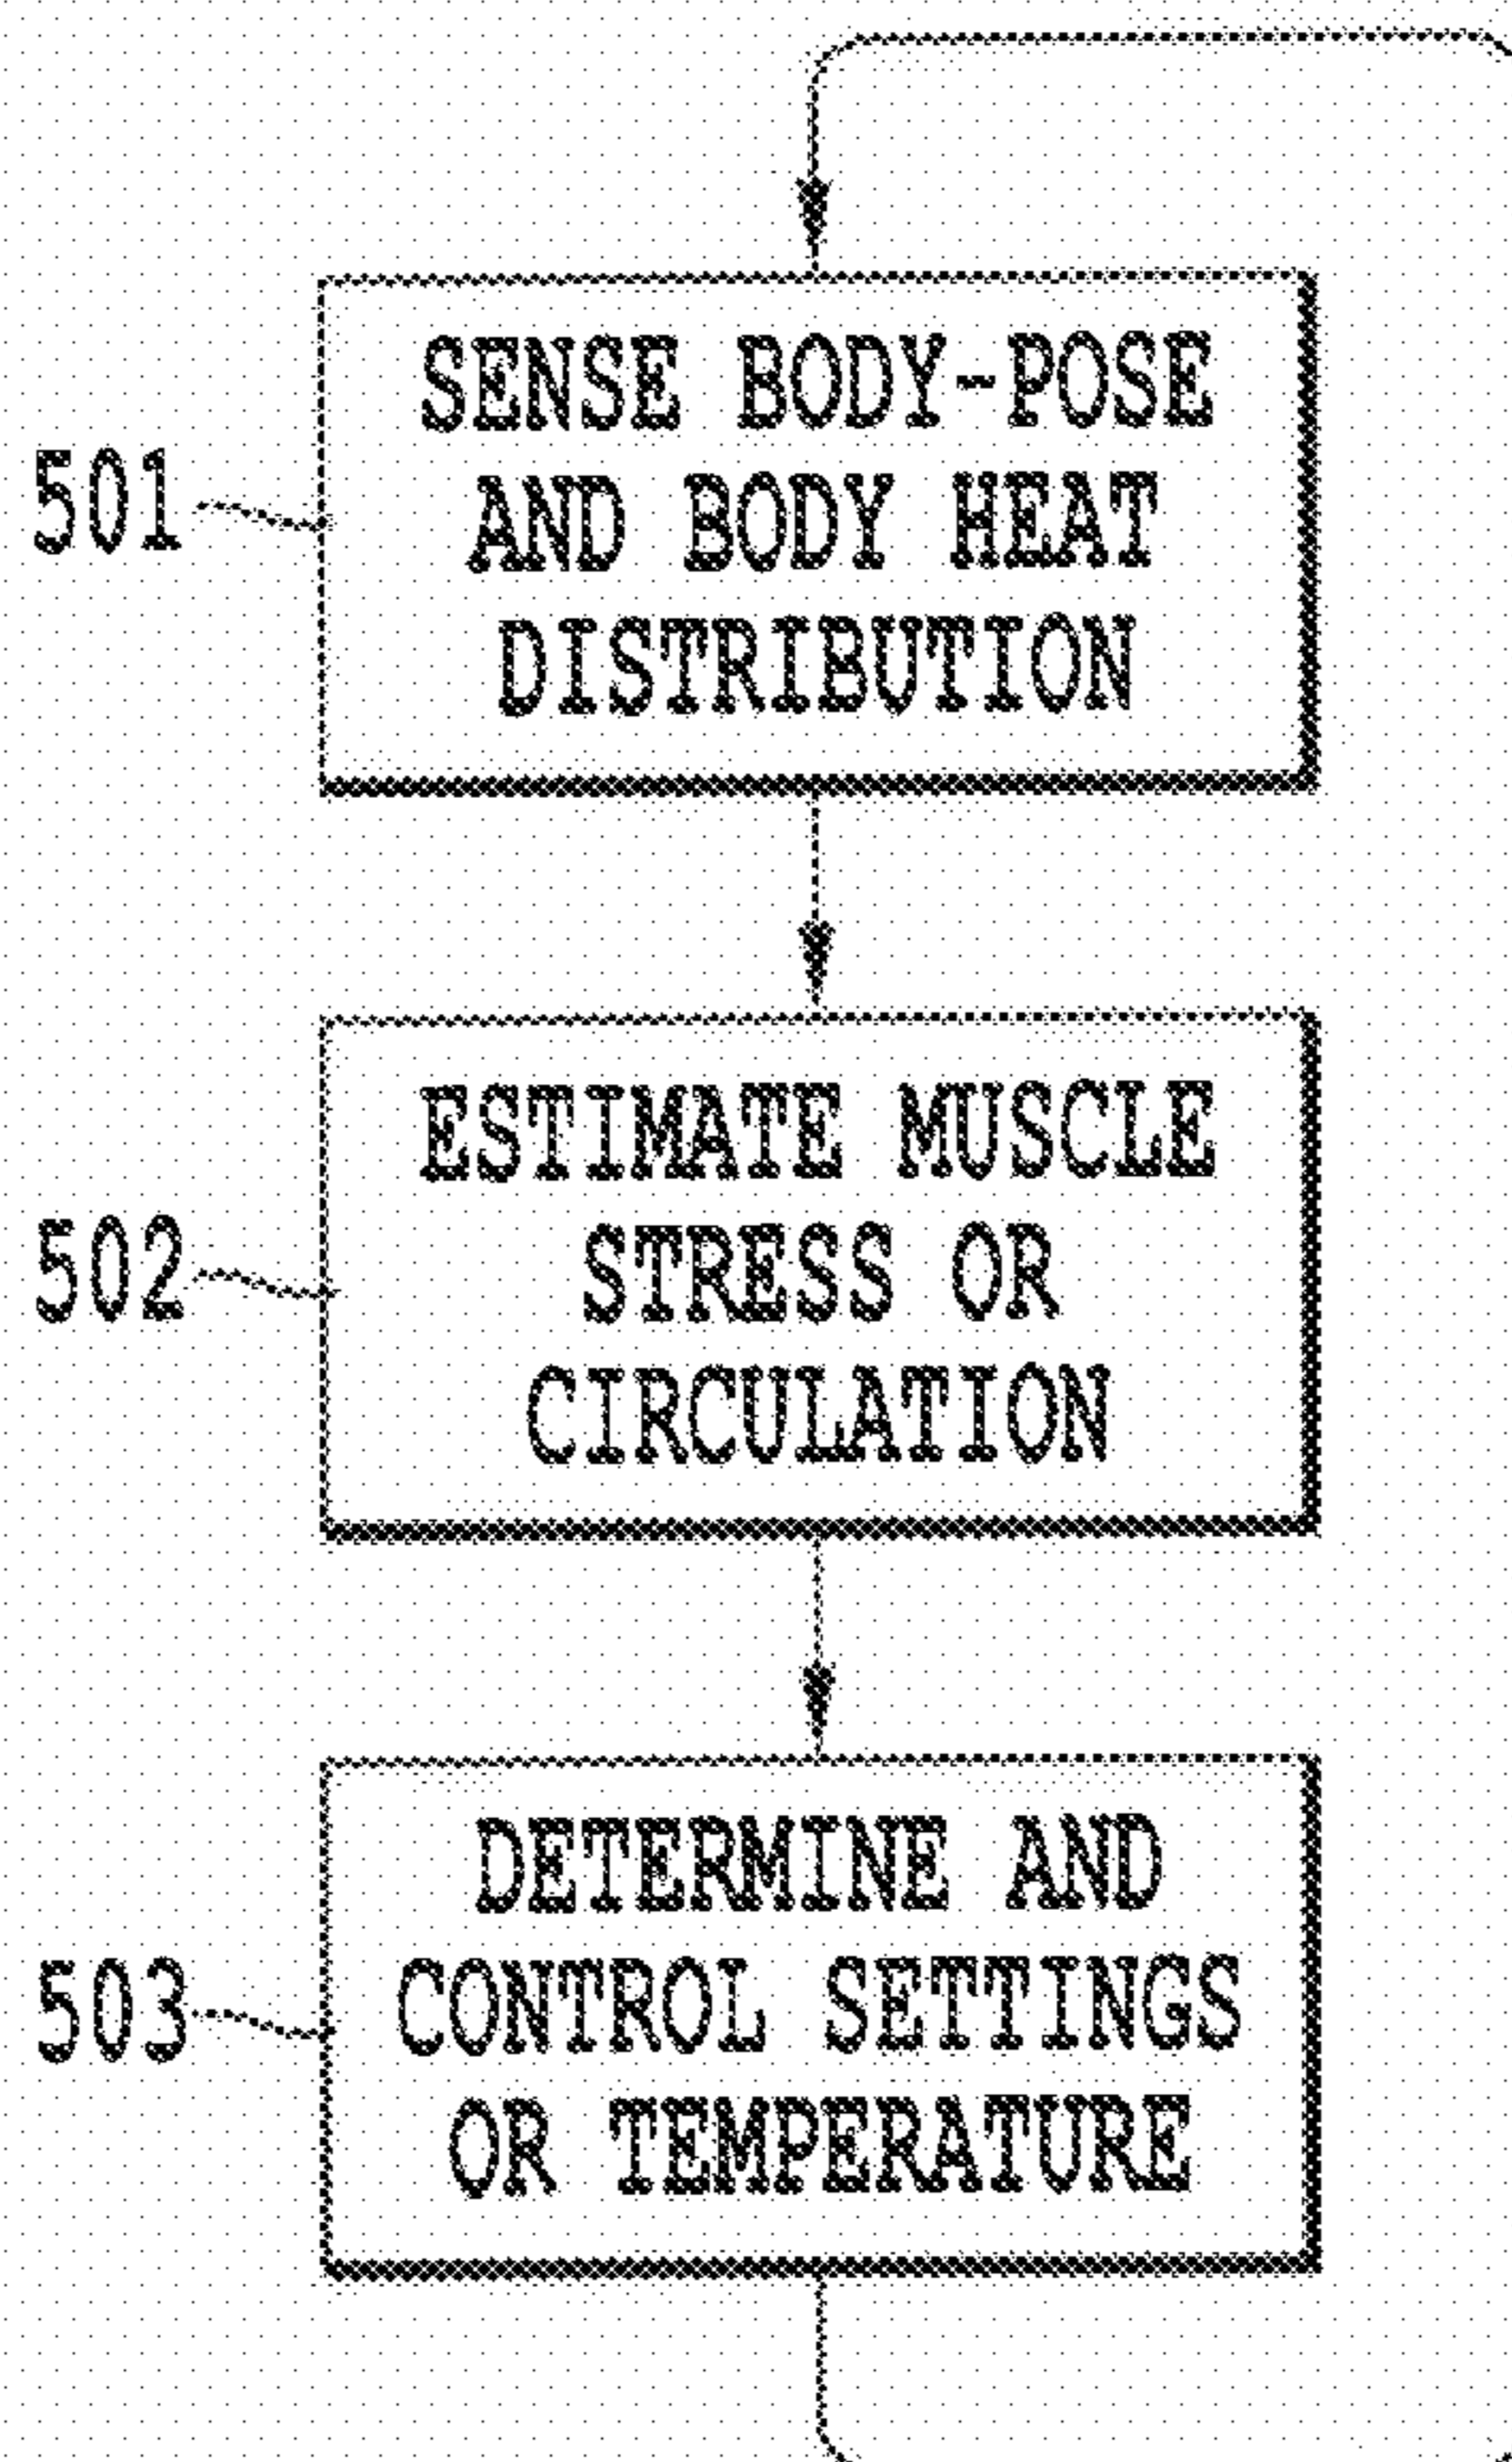 SENSE BODY-POSE
AND BODY HEAT
DISTRIBUTION
501
ESTIMATE MUSCLE
STRESS OR
CIRCULATION
502
DETERMINE AND
CONTROL SETTINGS
OR TEMPERATURE
503